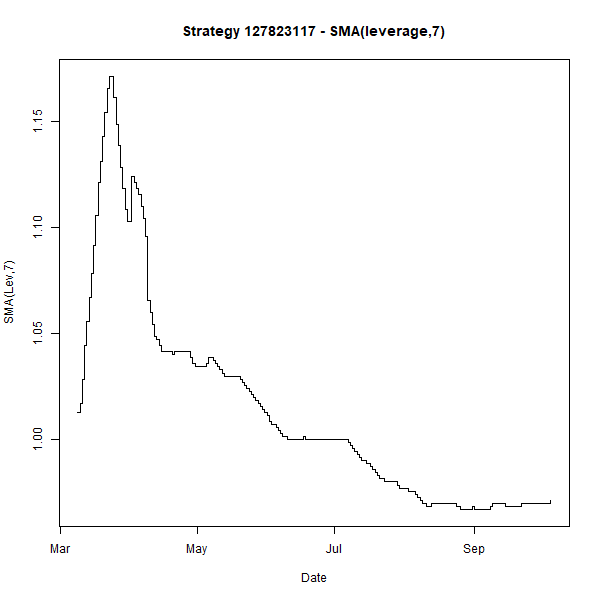 Strategy 127823117 - SMA(leverage,7)
1.15
1.10
1.05
1.00
SMA(Lev,7)
Mar May Jul Sep
Date